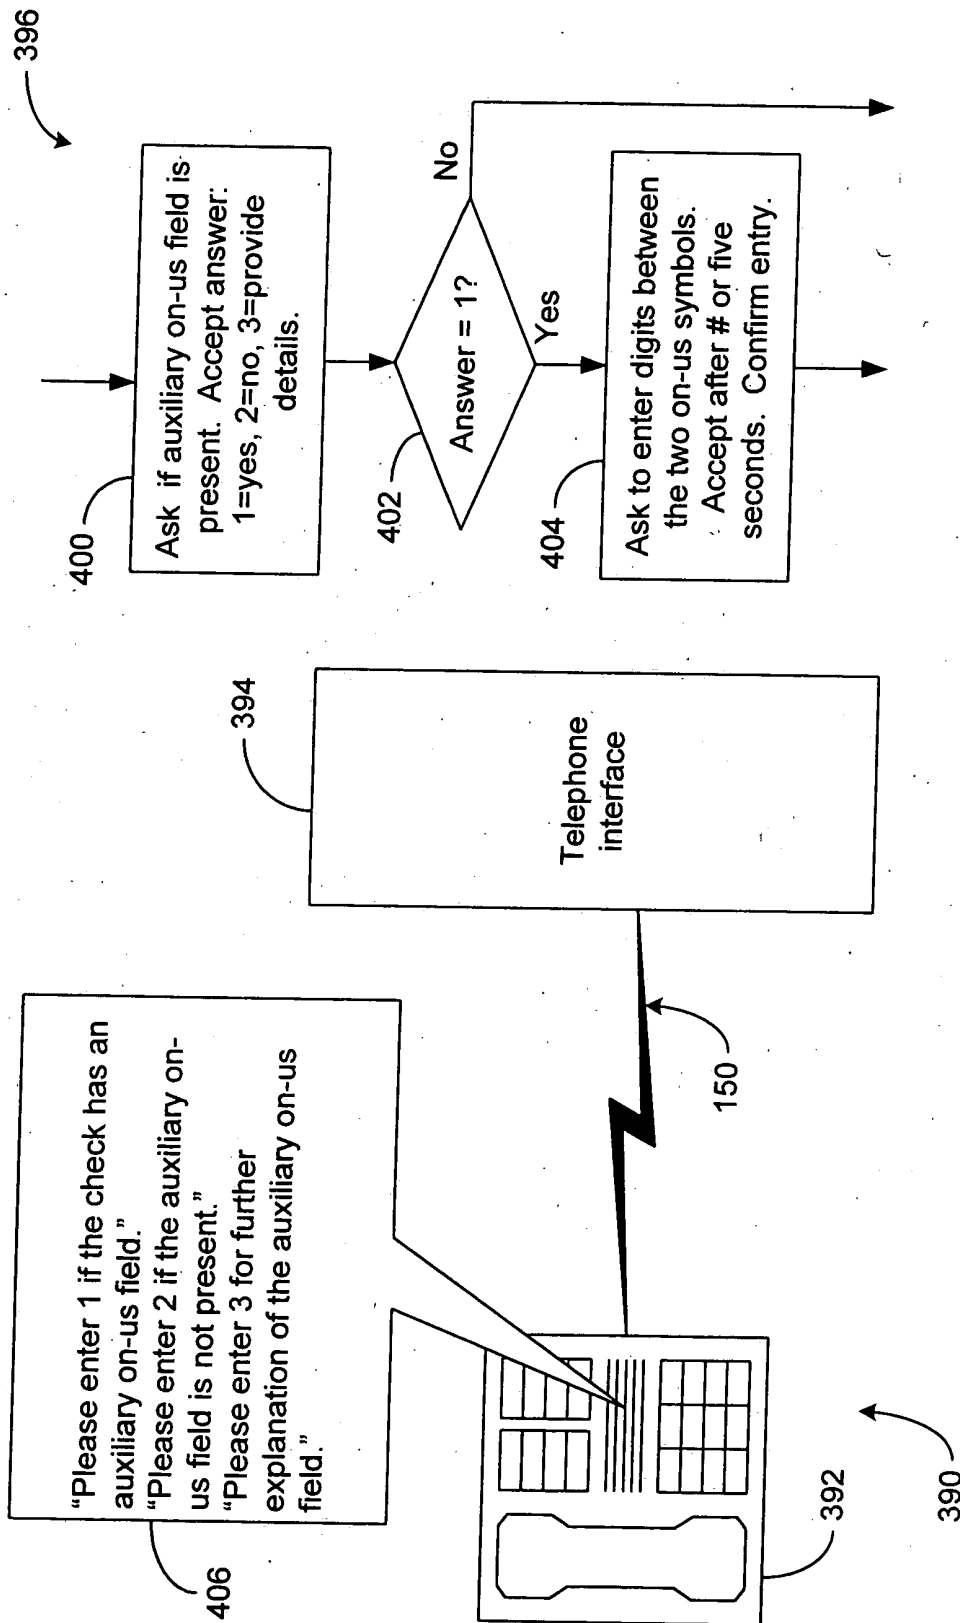 396
400
Ask if auxiliary on-us field is
present. Accept answer:
1=yes, 2=no, 3=provide
details.
402
Answer = 1?
No
Yes
404
Ask to enter digits between
the two on-us symbols.
Accept after # or five
seconds. Confirm entry.
394
Telephone
interface
150
“Please enter 1 if the check has an
auxiliary on-us field.”
“Please enter 2 if the auxiliary on-
us field is not present.”
“Please enter 3 for further
explanation of the auxiliary on-us
field.”
406
392
390